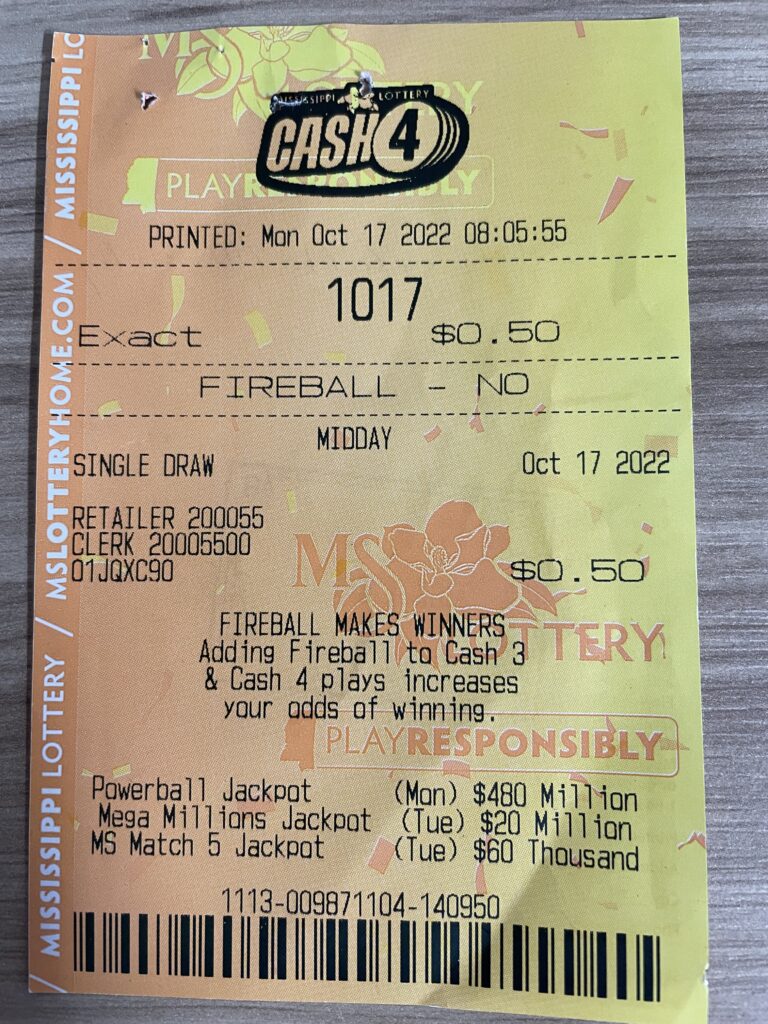 MS LOTTERY
MISSISSIPPI LOTTERY
CASH 4
PLAYRESPONSIBLY
PRINTED: Mon Oct 17 2022 08:05:55
1017
Exact $0.50
FIREBALL - NO
MIDDAY
SINGLE DRAW Oct 17 2022
RETAILER 200055
CLERK 20005500
01JQXC90 $0.50
MS LOTTERY
FIREBALL MAKES WINNERS
Adding Fireball to Cash 3
& Cash 4 plays increases
your odds of winning.
PLAYRESPONSIBLY
Powerball Jackpot (Mon) $480 Million
Mega Millions Jackpot (Tue) $20 Million
MS Match 5 Jackpot (Tue) $60 Thousand
1113-009871104-140950
/ MISSISSIPPI LOTTERY / MSLOTTERYHOME.COM / MISSISSIPPI LO